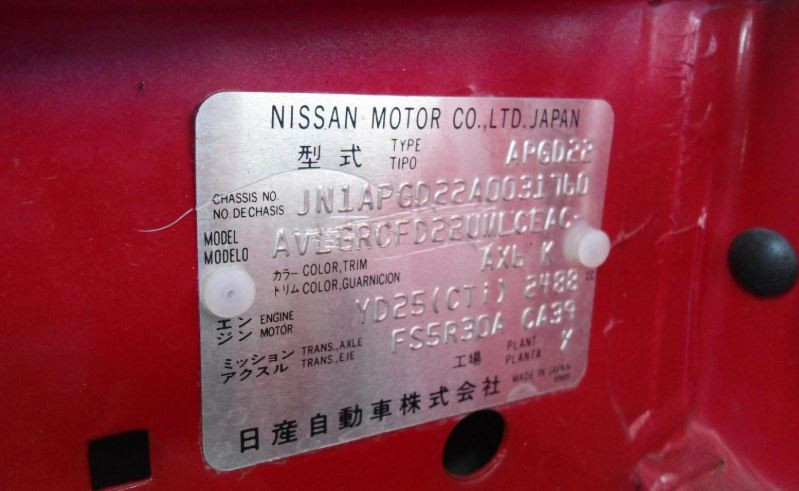 NISSAN MOTOR CO.,LTD. JAPAN
型式 TYPE TIPO APGD22
CHASSIS NO. NO. DE CHASIS JN1APGD22A0031760
MODEL MODELO
カラー COLOR, TRIM トリム COLOR, GUARNICION AX6 K
エンジン ENGINE MOTOR YD25(CTi) 2488 cc
ミッション アクスル TRANS., AXLE TRANS., EJE FS5R30A CA39
工場 PLANT PLANTA Y
日産自動車株式会社 MADE IN JAPAN